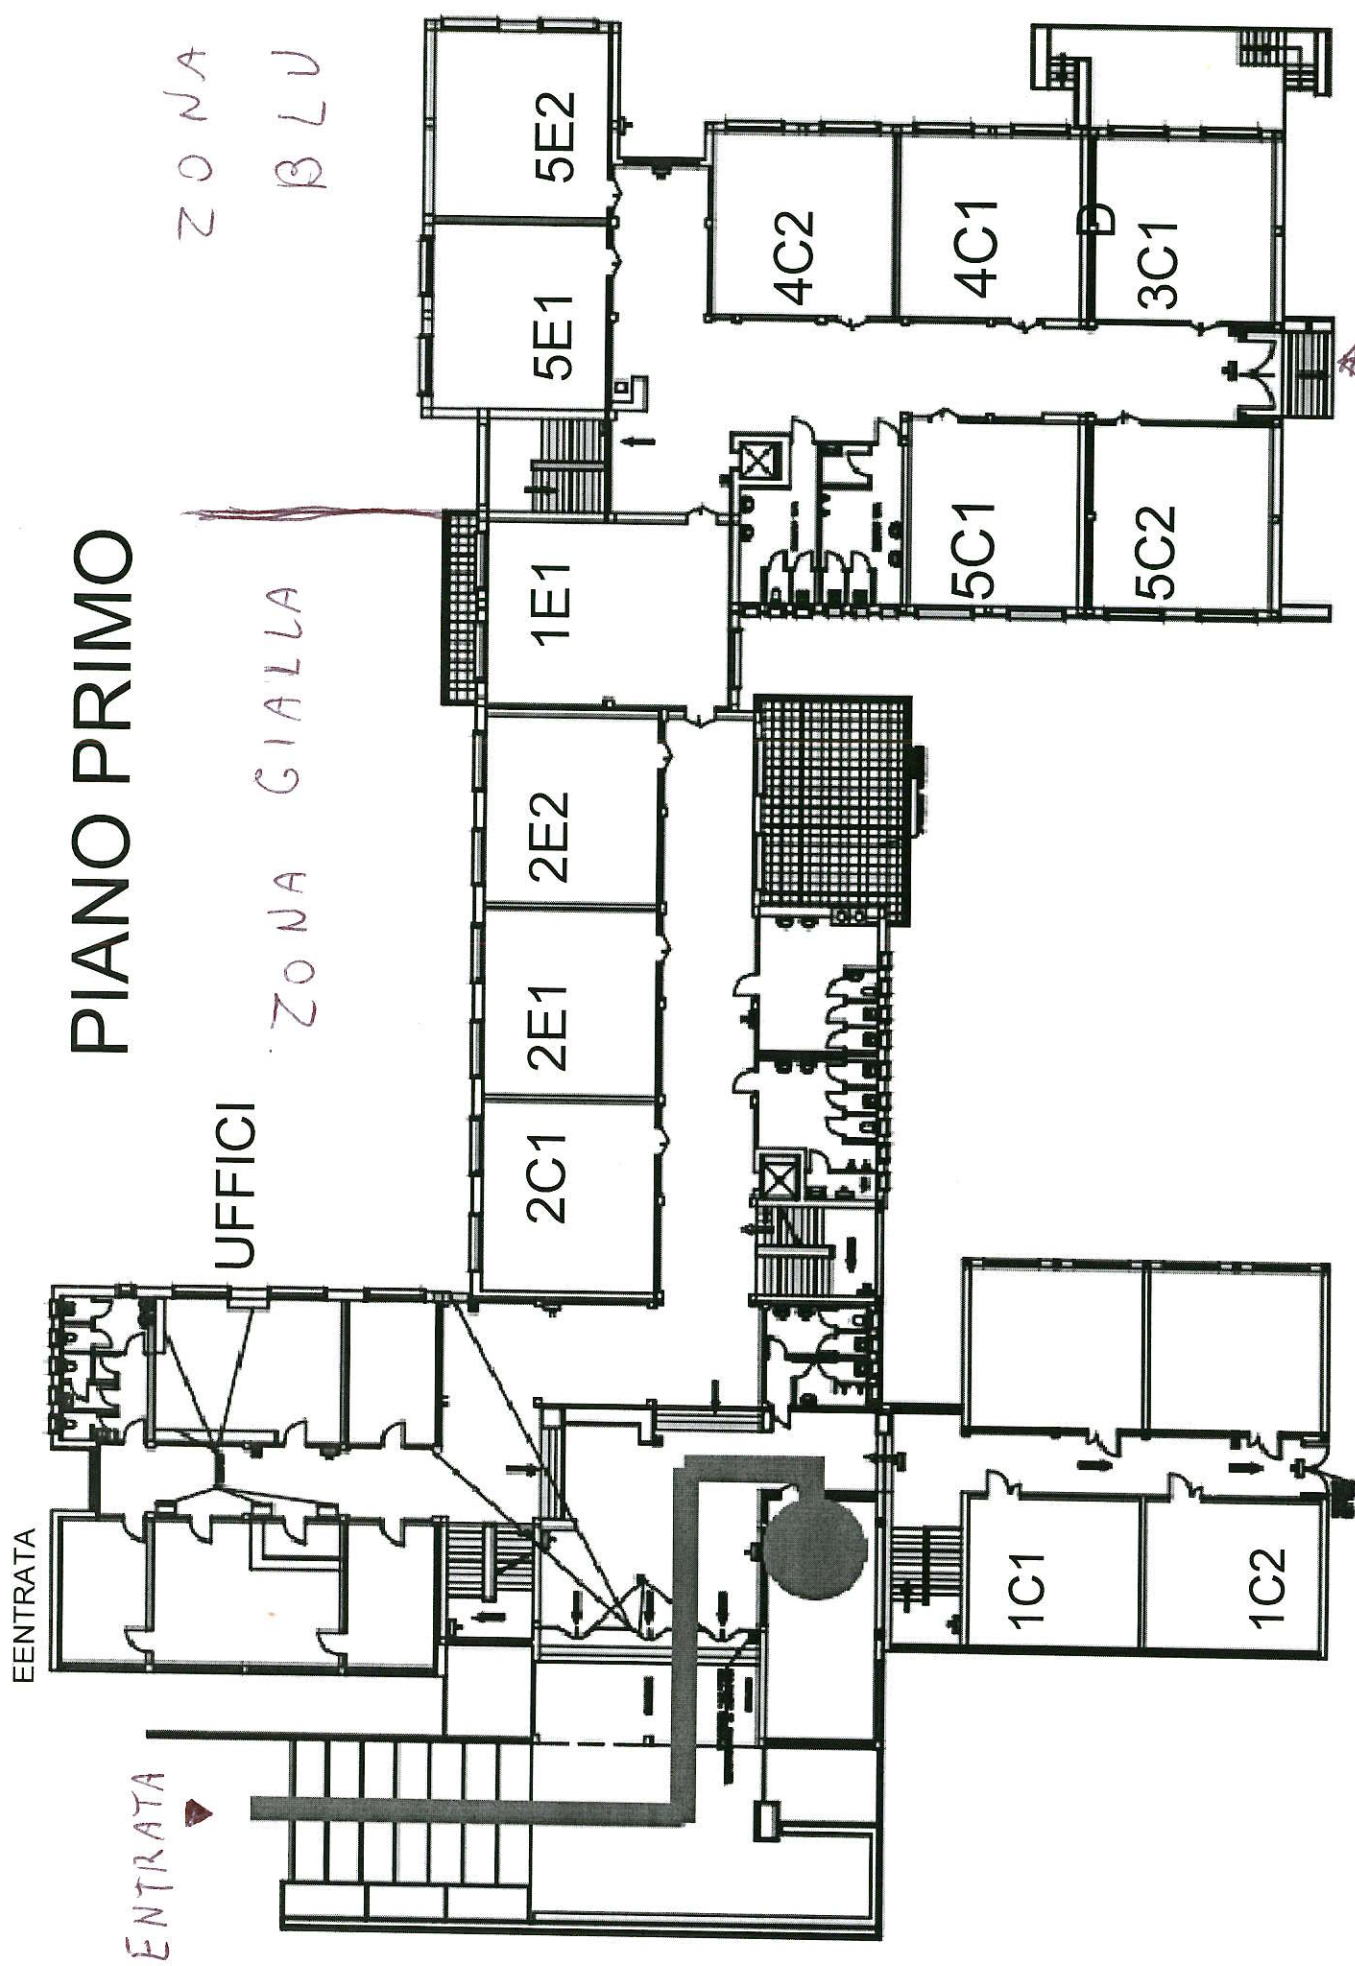 PIANO PRIMO
ZONA
BLU
ZONA GIALLA
UFFICI
EENTRATA
ENTRATA
5E2
5E1
1E1
2E2
2E1
2C1
4C2
4C1
D
3C1
5C1
5C2
1C1
1C2